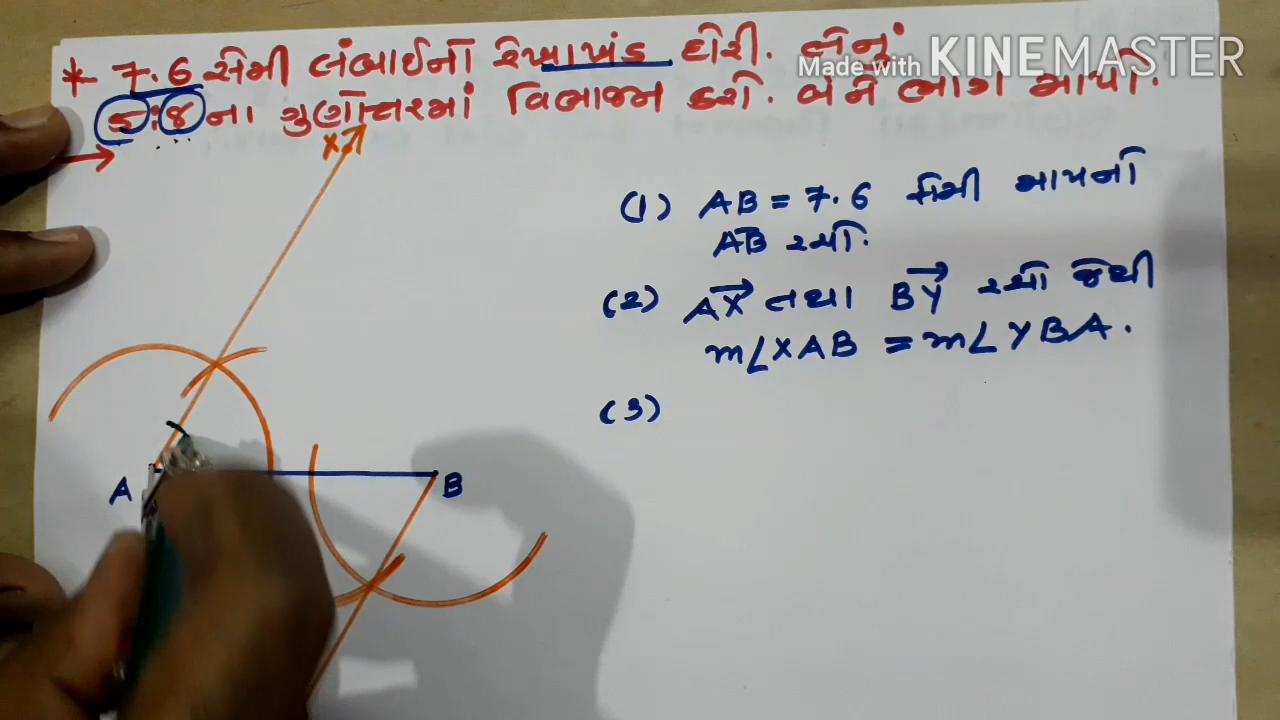 * 7.6 સેમી લંબાઈનો રેખાખંડ દોરી. તેનું
5:8 ના ગુણોત્તરમાં વિભાજન કરો. બંને ભાગ માપો.
Made with KINEMASTER
X
(1) AB = 7.6 સેમી માપનો
AB રચો.
(2) AX તથા BY રચો જેથી
m∠XAB = m∠YBA.
(3)
A B